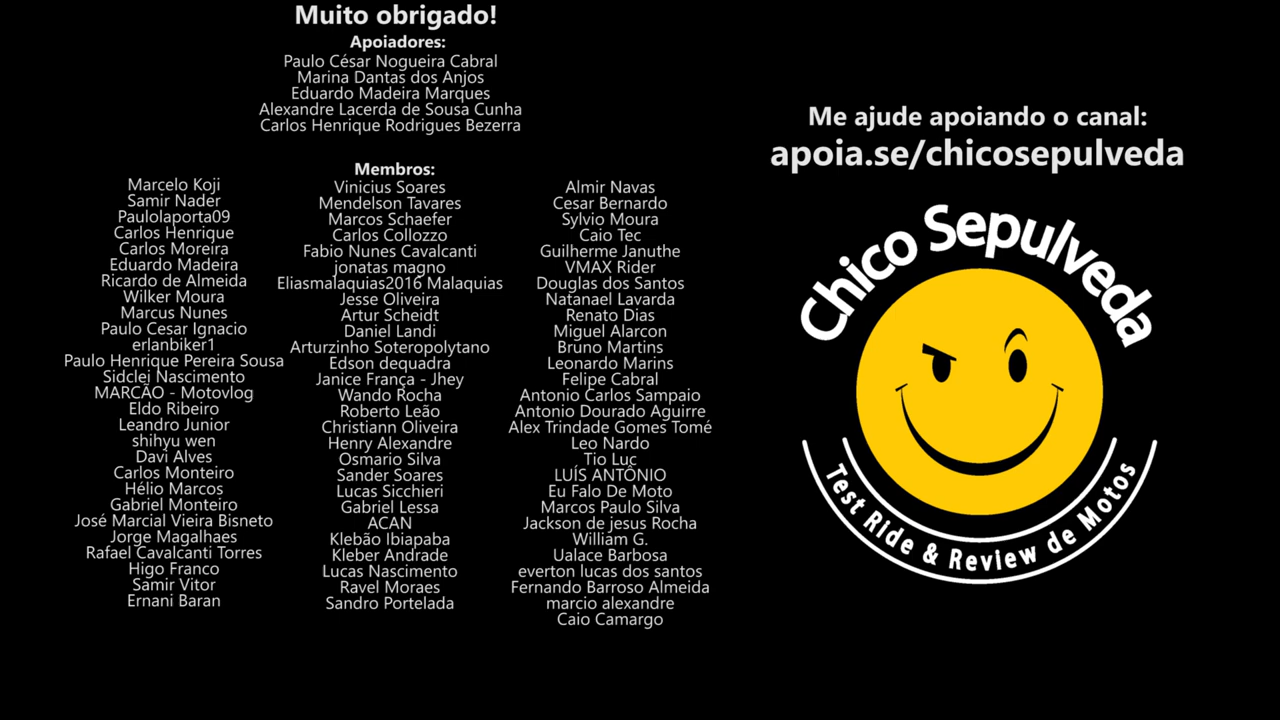 Muito obrigado!
Apoiadores:
Paulo César Nogueira Cabral
Marina Dantas dos Anjos
Eduardo Madeira Marques
Alexandre Lacerda de Sousa Cunha
Carlos Henrique Rodrigues Bezerra
Membros:
Marcelo Koji
Samir Nader
Paulolaporta09
Carlos Henrique
Carlos Moreira
Eduardo Madeira
Ricardo de Almeida
Wilker Moura
Marcus Nunes
Paulo Cesar Ignacio
erlanbiker1
Paulo Henrique Pereira Sousa
Sidclei Nascimento
MARCÃO - Motovlog
Eldo Ribeiro
Leandro Junior
shihyu wen
Davi Alves
Carlos Monteiro
Hélio Marcos
Gabriel Monteiro
José Marcial Vieira Bisneto
Jorge Magalhaes
Rafael Cavalcanti Torres
Higo Franco
Samir Vitor
Ernani Baran
Vinicius Soares
Mendelson Tavares
Marcos Schaefer
Carlos Collozzo
Fabio Nunes Cavalcanti
jonatas magno
Eliasmalaquias2016 Malaquias
Jesse Oliveira
Artur Scheidt
Daniel Landi
Arturzinho Soteropolytano
Edson dequadra
Janice França - Jhey
Wando Rocha
Roberto Leão
Christiann Oliveira
Henry Alexandre
Osmario Silva
Sander Soares
Lucas Sicchieri
Gabriel Lessa
ACAN
Klebão Ibiapaba
Kleber Andrade
Lucas Nascimento
Ravel Moraes
Sandro Portelada
Almir Navas
Cesar Bernardo
Sylvio Moura
Caio Tec
Guilherme Januthe
VMAX Rider
Douglas dos Santos
Natanael Lavarda
Renato Dias
Miguel Alarcon
Bruno Martins
Leonardo Marins
Felipe Cabral
Antonio Carlos Sampaio
Antonio Dourado Aguirre
Alex Trindade Gomes Tomé
Leo Nardo
Tio Luc
LUÍS ANTÔNIO
Eu Falo De Moto
Marcos Paulo Silva
Jackson de jesus Rocha
William G.
Ualace Barbosa
everton lucas dos santos
Fernando Barroso Almeida
marcio alexandre
Caio Camargo
Me ajude apoiando o canal:
apoia.se/chicosepulveda
Chico Sepulveda
Test Ride & Review de Motos